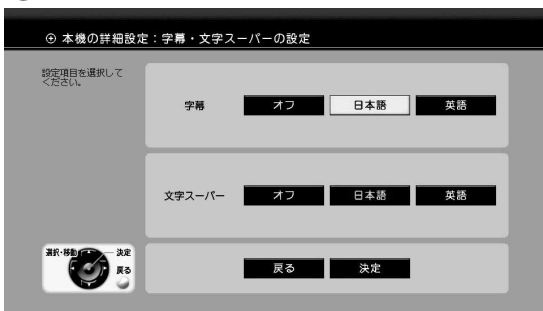 本機の詳細設定：字幕・文字スーパーの設定
設定項目を選択して
ください。
字幕 オフ 日本語 英語
文字スーパー オフ 日本語 英語
選択・移動 決定
戻る
戻る 決定